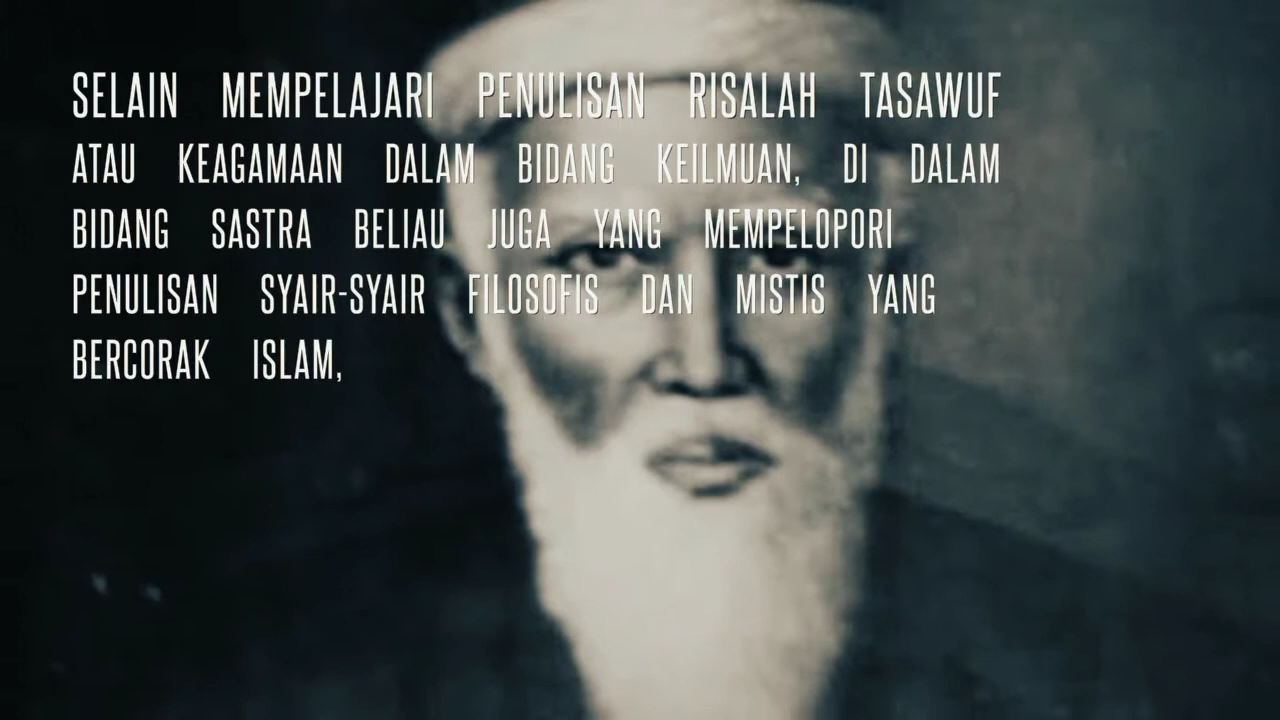 SELAIN MEMPELAJARI PENULISAN RISALAH TASAWUF
ATAU KEAGAMAAN DALAM BIDANG KEILMUAN, DI DALAM
BIDANG SASTRA BELIAU JUGA YANG MEMPELOPORI
PENULISAN SYAIR-SYAIR FILOSOFIS DAN MISTIS YANG
BERCORAK ISLAM,